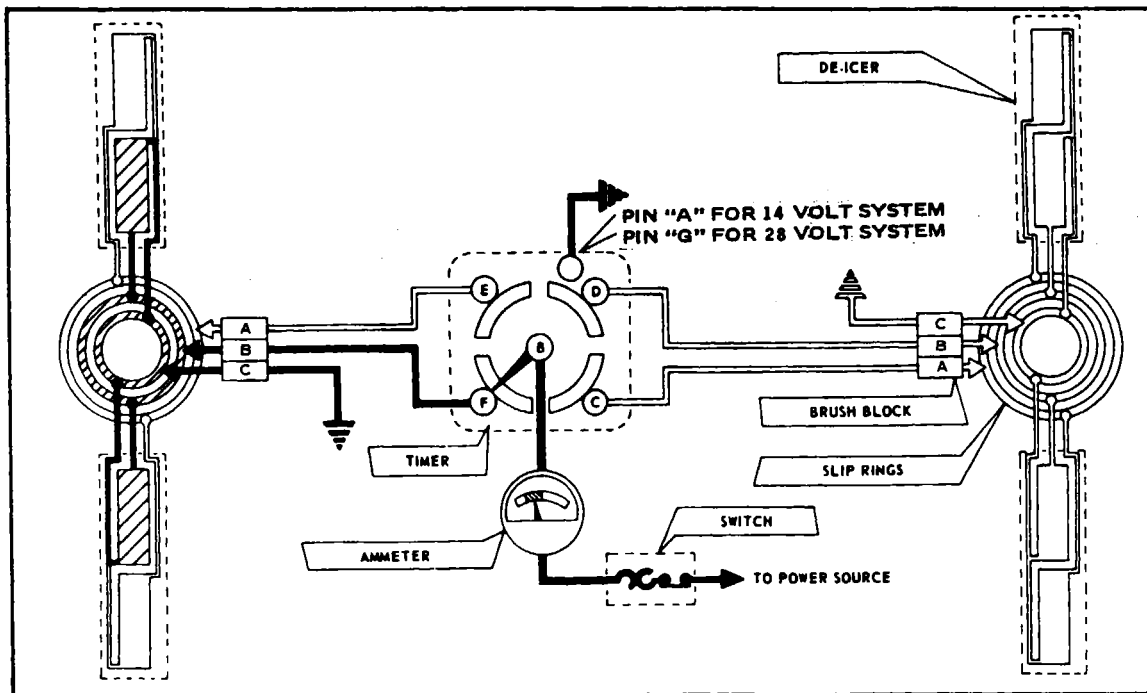 DE-ICER
PIN "A" FOR 14 VOLT SYSTEM
PIN "G" FOR 28 VOLT SYSTEM
E
D
A
B
C
B
C
B
A
F
C
BRUSH BLOCK
TIMER
SLIP RINGS
SWITCH
AMMETER
TO POWER SOURCE